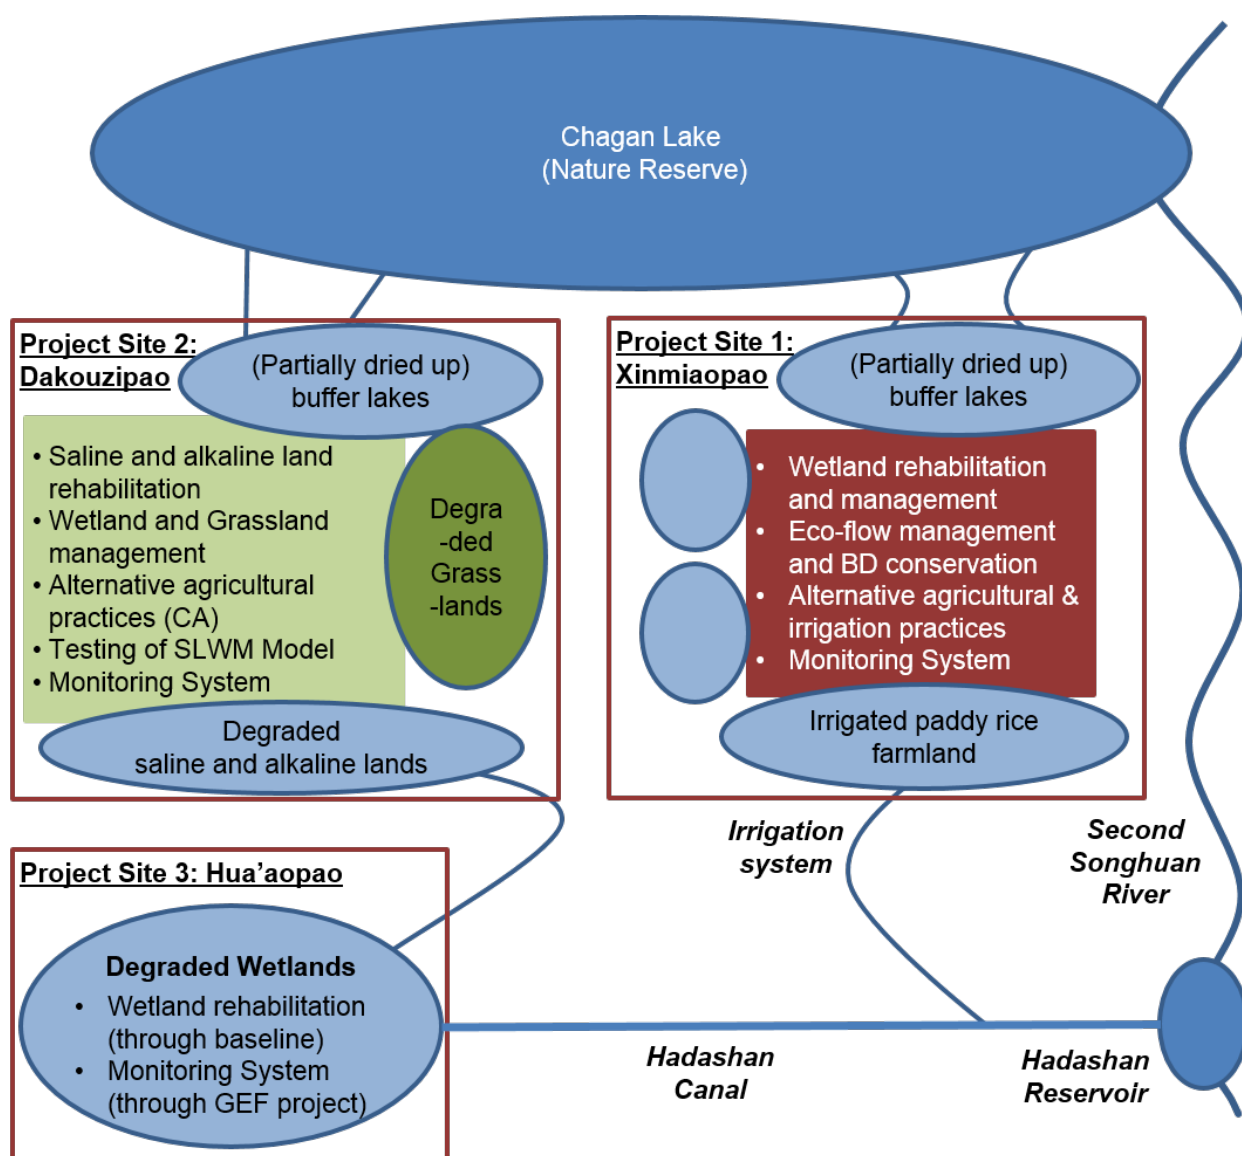 Chagan Lake
(Nature Reserve)
Project Site 2:
Dakouzipao
(Partially dried up)
buffer lakes
• Saline and alkaline land
rehabilitation
• Wetland and Grassland
management
• Alternative agricultural
practices (CA)
• Testing of SLWM Model
• Monitoring System
Degra
-ded
Grass
-lands
Degraded
saline and alkaline lands
Project Site 1:
Xinmiaopao
(Partially dried up)
buffer lakes
• Wetland rehabilitation
and management
• Eco-flow management
and BD conservation
• Alternative agricultural &
irrigation practices
• Monitoring System
Irrigated paddy rice
farmland
Irrigation
system
Second
Songhuan
River
Project Site 3: Hua’aopao
Degraded Wetlands
• Wetland rehabilitation
(through baseline)
• Monitoring System
(through GEF project)
Hadashan
Canal
Hadashan
Reservoir